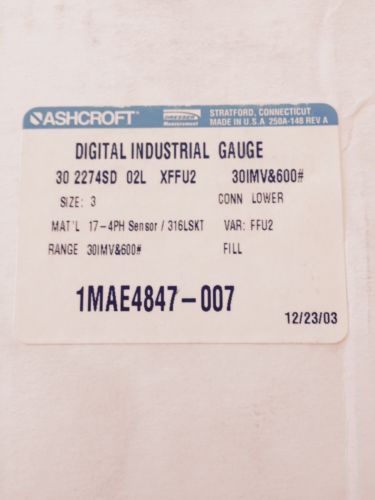 ASHCROFT
DRESSER
Measurement
STRATFORD, CONNECTICUT
MADE IN U.S.A 250A-148 REV A
DIGITAL INDUSTRIAL GAUGE
30 2274SD 02L XFFU2 30IMV&600#
SIZE: 3 CONN LOWER
MAT'L 17-4PH Sensor / 316LSKT VAR: FFU2
RANGE 30IMV&600# FILL
1MAE4847-007
12/23/03